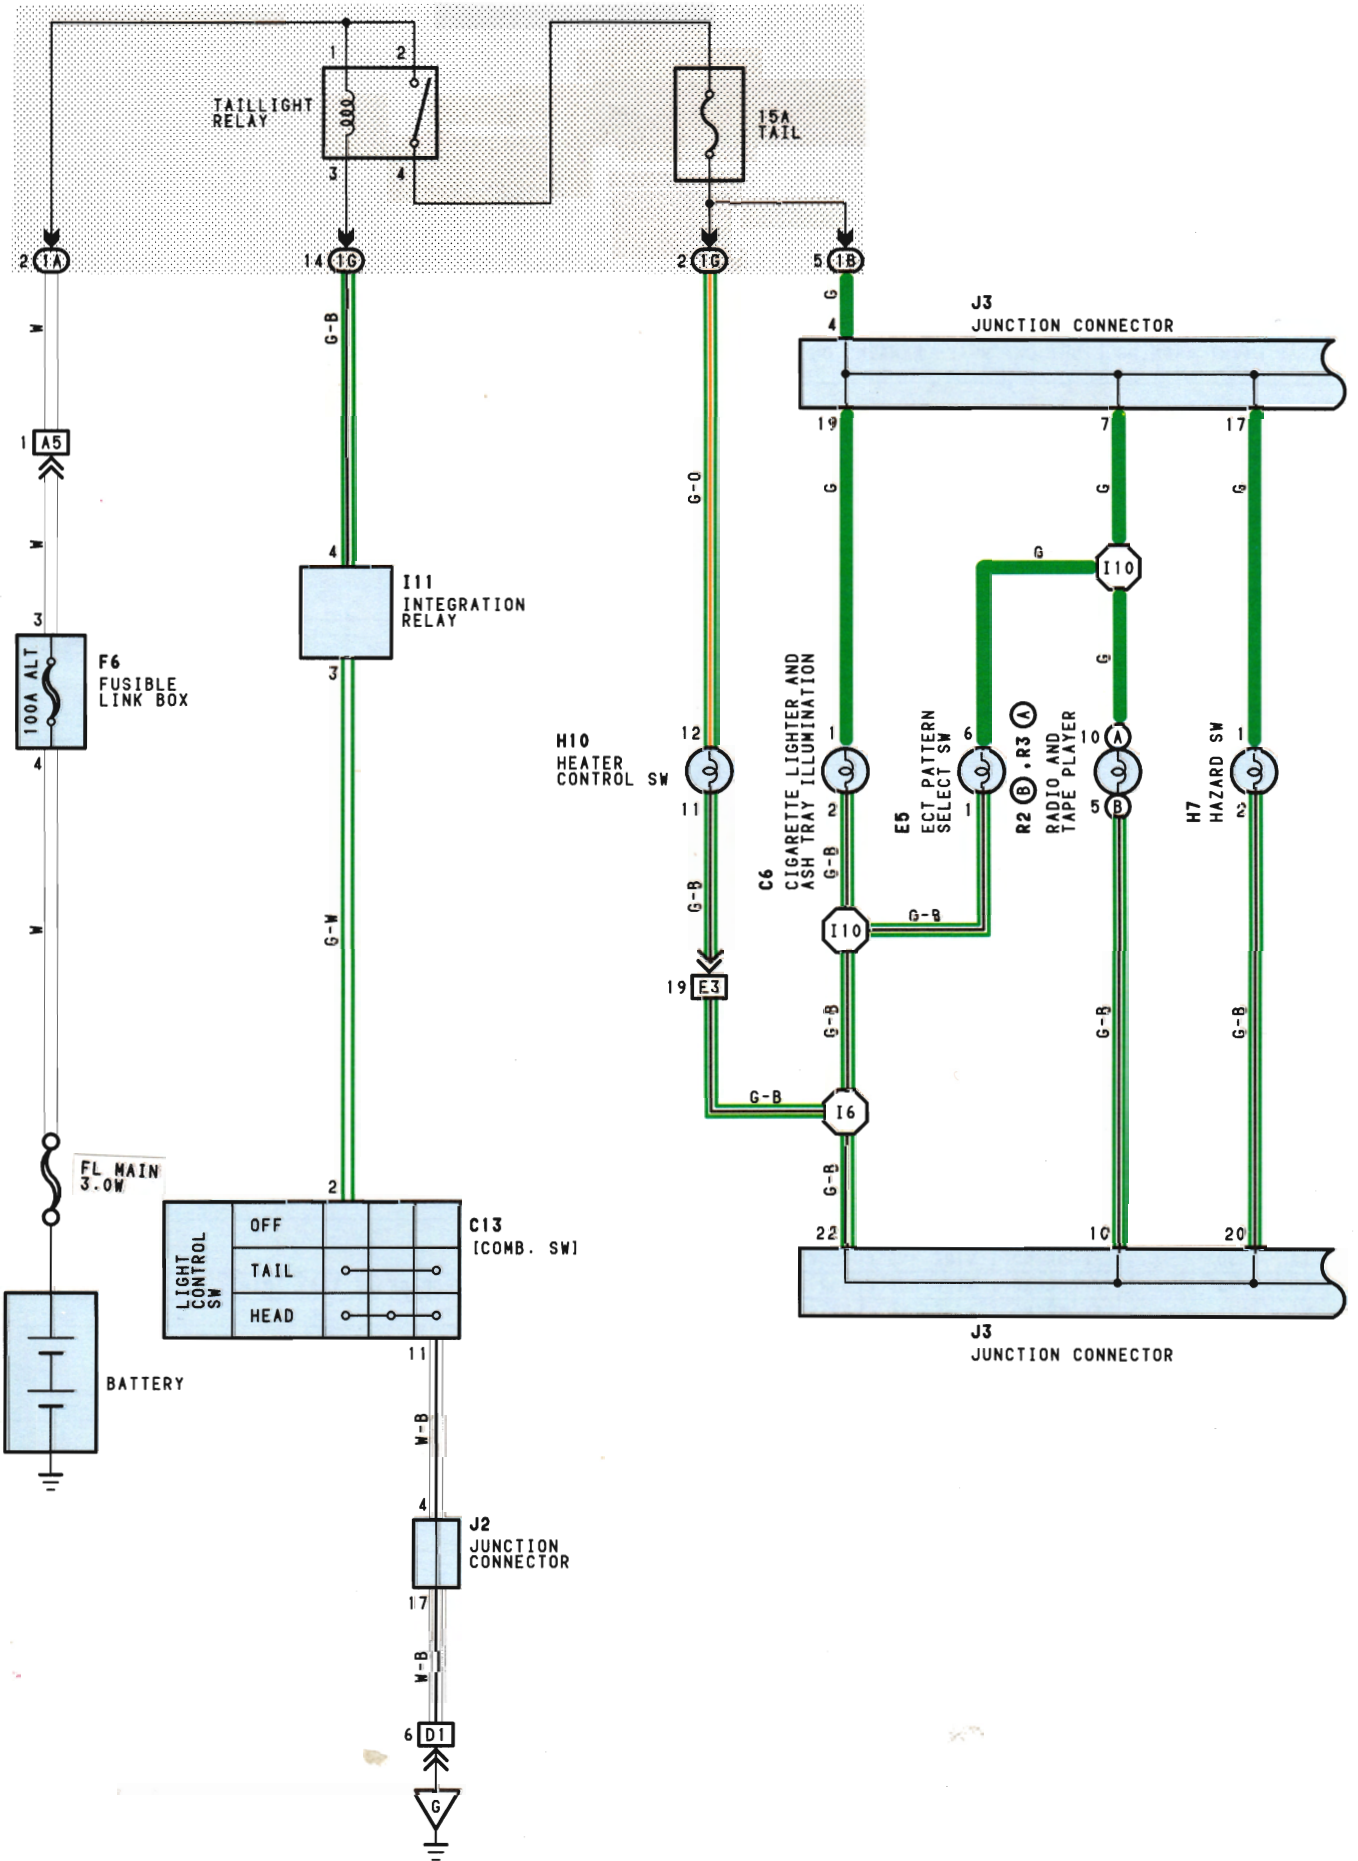 1
2
TAILLIGHT
RELAY
3
4
15A
TAIL
2 1A
14 1G
2 1G
5 1B
W
G-B
G
4
J3
JUNCTION CONNECTOR
19
7
17
1 A5
W
G-O
G
G
G
3
100A ALT
F6
FUSIBLE
LINK BOX
4
4
I11
INTEGRATION
RELAY
3
G
I10
G
12
H10
HEATER
CONTROL SW
11
1
C6
CIGARETTE LIGHTER AND
ASH TRAY ILLUMINATION
2
6
E5
ECT PATTERN
SELECT SW
1
10 A
R2 B , R3 A
RADIO AND
TAPE PLAYER
5 B
1
H7
HAZARD SW
2
W
G-W
G-B
G-B
I10
G-B
19 E3
G-B
G-B
G-B
G-B
I6
G-B
FL MAIN
3.0W
2
LIGHT
CONTROL
SW
OFF
TAIL
HEAD
C13
[COMB. SW]
22
10
20
J3
JUNCTION CONNECTOR
11
BATTERY
W-B
4
J2
JUNCTION
CONNECTOR
17
W-B
6 D1
G